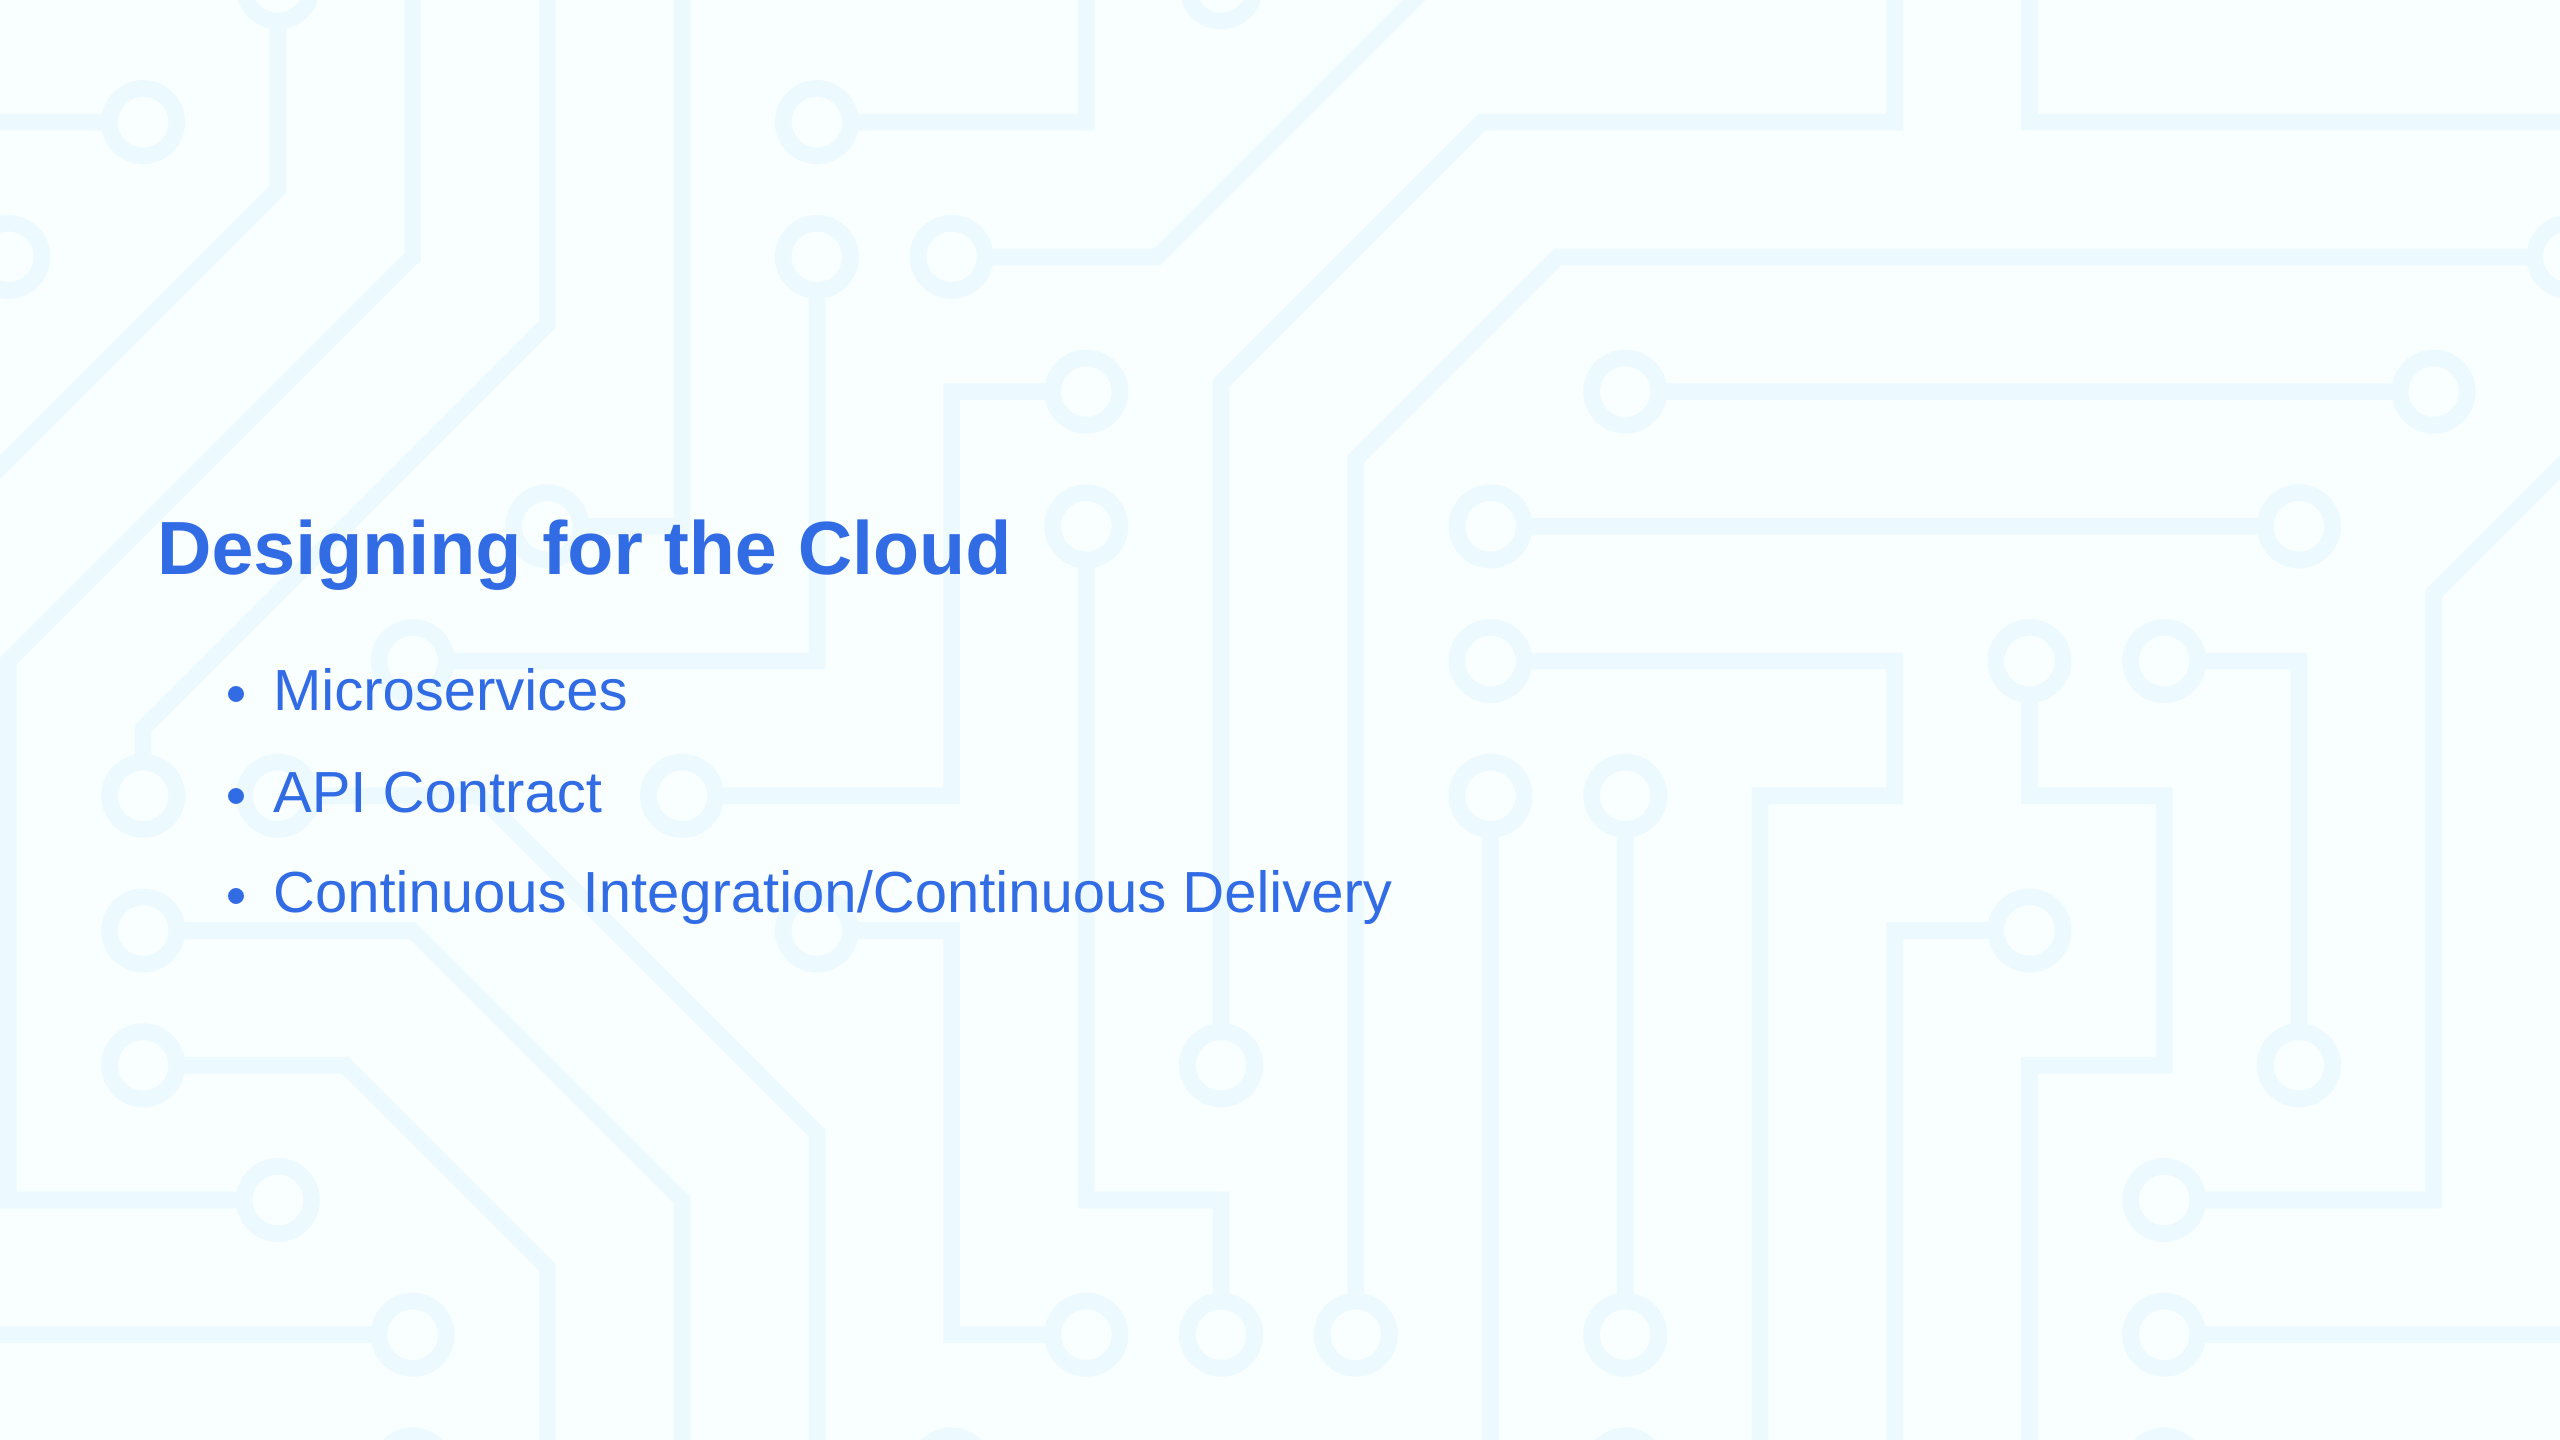 Designing for the Cloud
• Microservices
• API Contract
• Continuous Integration/Continuous Delivery